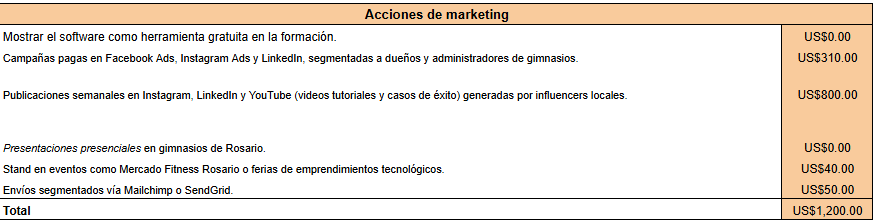 Acciones de marketing
Mostrar el software como herramienta gratuita en la formación. US$0.00
Campañas pagas en Facebook Ads, Instagram Ads y LinkedIn, segmentadas a dueños y administradores de gimnasios. US$310.00
Publicaciones semanales en Instagram, LinkedIn y YouTube (videos tutoriales y casos de éxito) generadas por influencers locales. US$800.00
Presentaciones presenciales en gimnasios de Rosario. US$0.00
Stand en eventos como Mercado Fitness Rosario o ferias de emprendimientos tecnológicos. US$40.00
Envíos segmentados vía Mailchimp o SendGrid. US$50.00
Total US$1,200.00